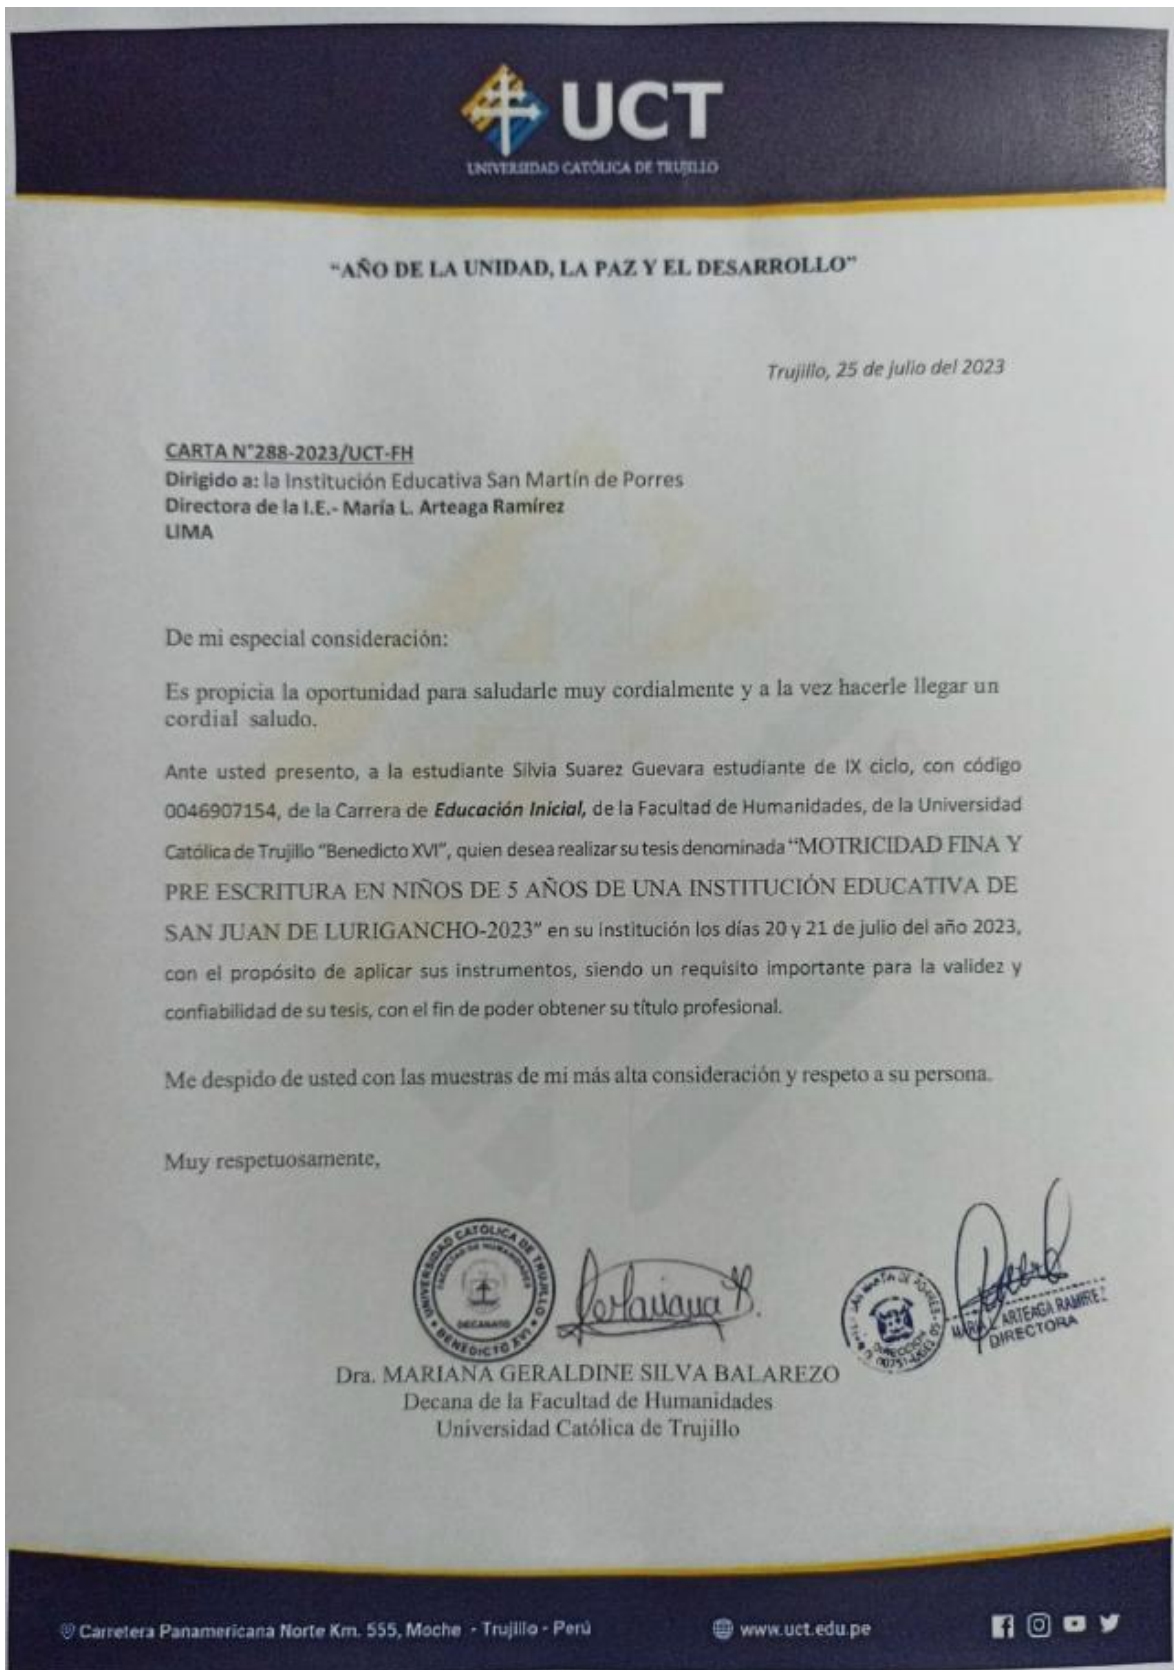 UCT
UNIVERSIDAD CATÓLICA DE TRUJILLO
“AÑO DE LA UNIDAD, LA PAZ Y EL DESARROLLO”
Trujillo, 25 de julio del 2023
CARTA N°288-2023/UCT-FH
Dirigido a: la Institución Educativa San Martín de Porres
Directora de la I.E.- María L. Arteaga Ramírez
LIMA
De mi especial consideración:
Es propicia la oportunidad para saludarle muy cordialmente y a la vez hacerle llegar un
cordial saludo.
Ante usted presento, a la estudiante Silvia Suarez Guevara estudiante de IX ciclo, con código
0046907154, de la Carrera de Educación Inicial, de la Facultad de Humanidades, de la Universidad
Católica de Trujillo “Benedicto XVI”, quien desea realizar su tesis denominada “MOTRICIDAD FINA Y
PRE ESCRITURA EN NIÑOS DE 5 AÑOS DE UNA INSTITUCIÓN EDUCATIVA DE
SAN JUAN DE LURIGANCHO-2023” en su institución los días 20 y 21 de julio del año 2023,
con el propósito de aplicar sus instrumentos, siendo un requisito importante para la validez y
confiabilidad de su tesis, con el fin de poder obtener su título profesional.
Me despido de usted con las muestras de mi más alta consideración y respeto a su persona.
Muy respetuosamente,
UNIVERSIDAD CATÓLICA DE TRUJILLO
FACULTAD DE HUMANIDADES
DECANATO
BENEDICTO XVI
DIRECCIÓN
MARIA L. ARTEAGA RAMIREZ
DIRECTORA
Dra. MARIANA GERALDINE SILVA BALAREZO
Decana de la Facultad de Humanidades
Universidad Católica de Trujillo
Carretera Panamericana Norte Km. 555, Moche - Trujillo - Perú
www.uct.edu.pe